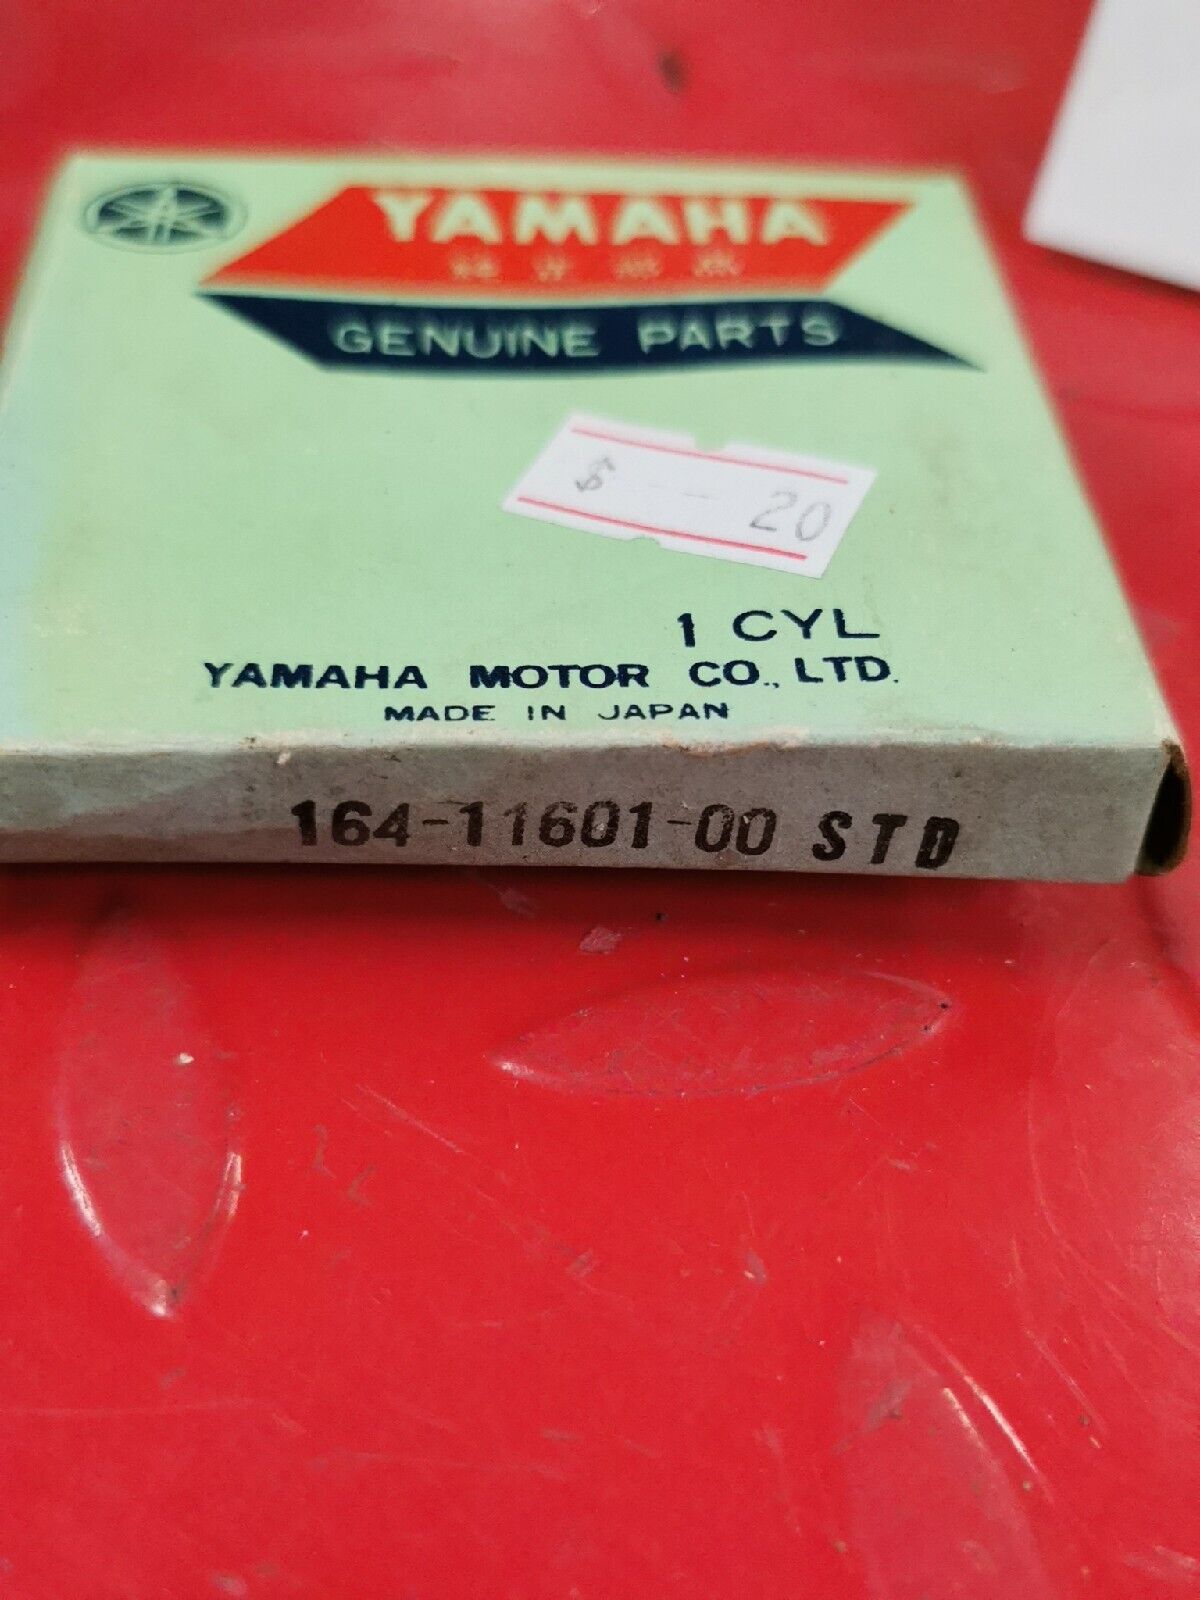 YAMAHA
GENUINE PARTS
$ -- 20
1 CYL
YAMAHA MOTOR CO., LTD.
MADE IN JAPAN
164-11601-00 STD